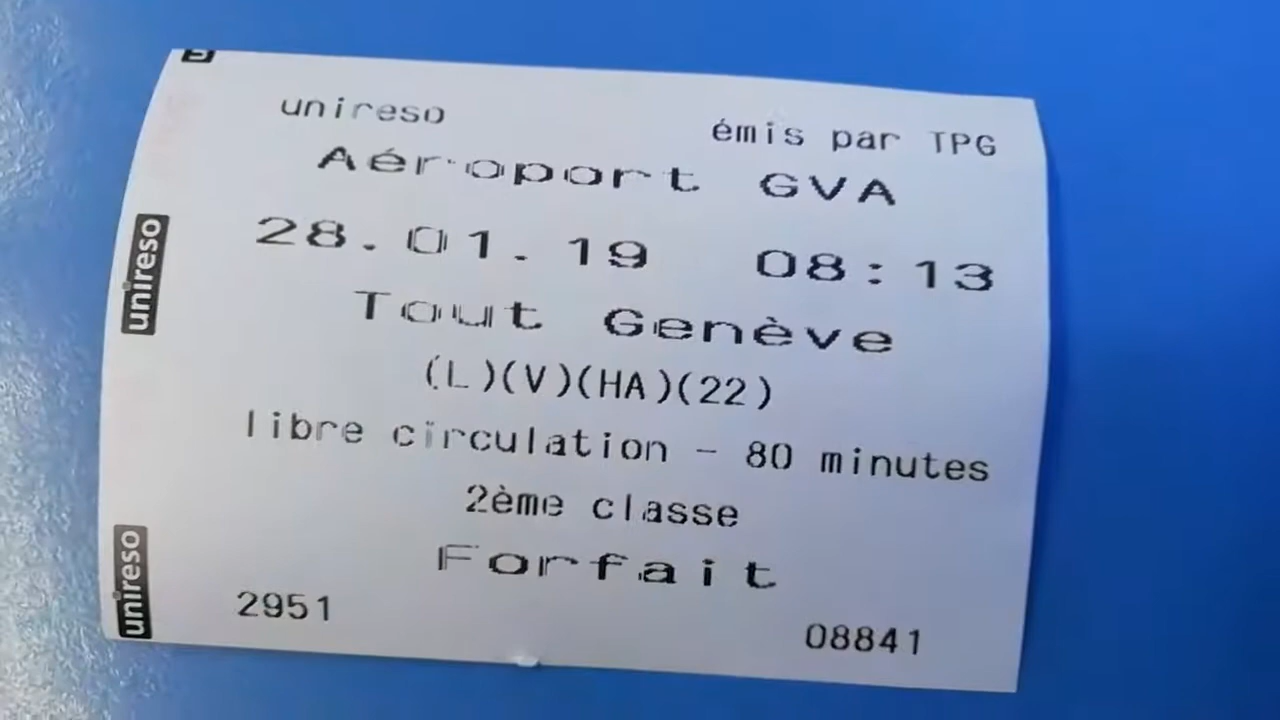 unireso émis par TPG
Aéroport GVA
28.01.19 08:13
Tout Genève
(L)(V)(HA)(22)
libre circulation - 80 minutes
2ème classe
Forfait
2951 08841
unireso
unireso